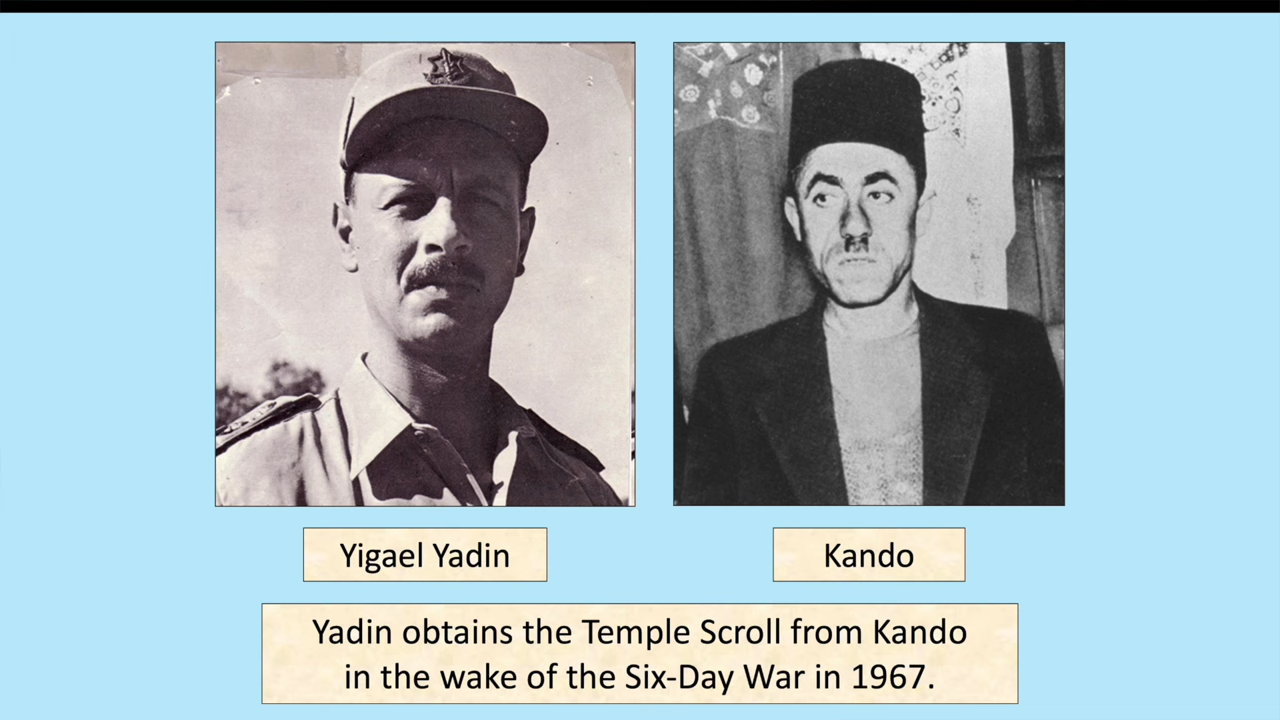 Yigael Yadin
Kando
Yadin obtains the Temple Scroll from Kando
in the wake of the Six-Day War in 1967.